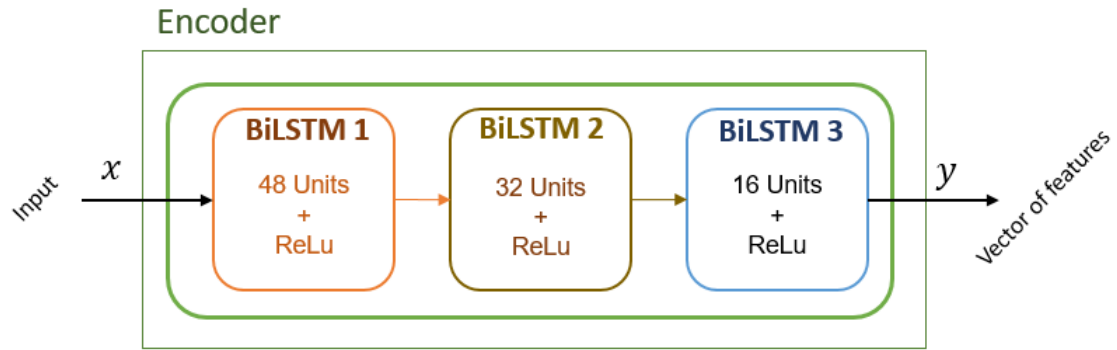 Encoder
Input
x
BiLSTM 1
48 Units
+
ReLu
BiLSTM 2
32 Units
+
ReLu
BiLSTM 3
16 Units
+
ReLu
y
Vector of features